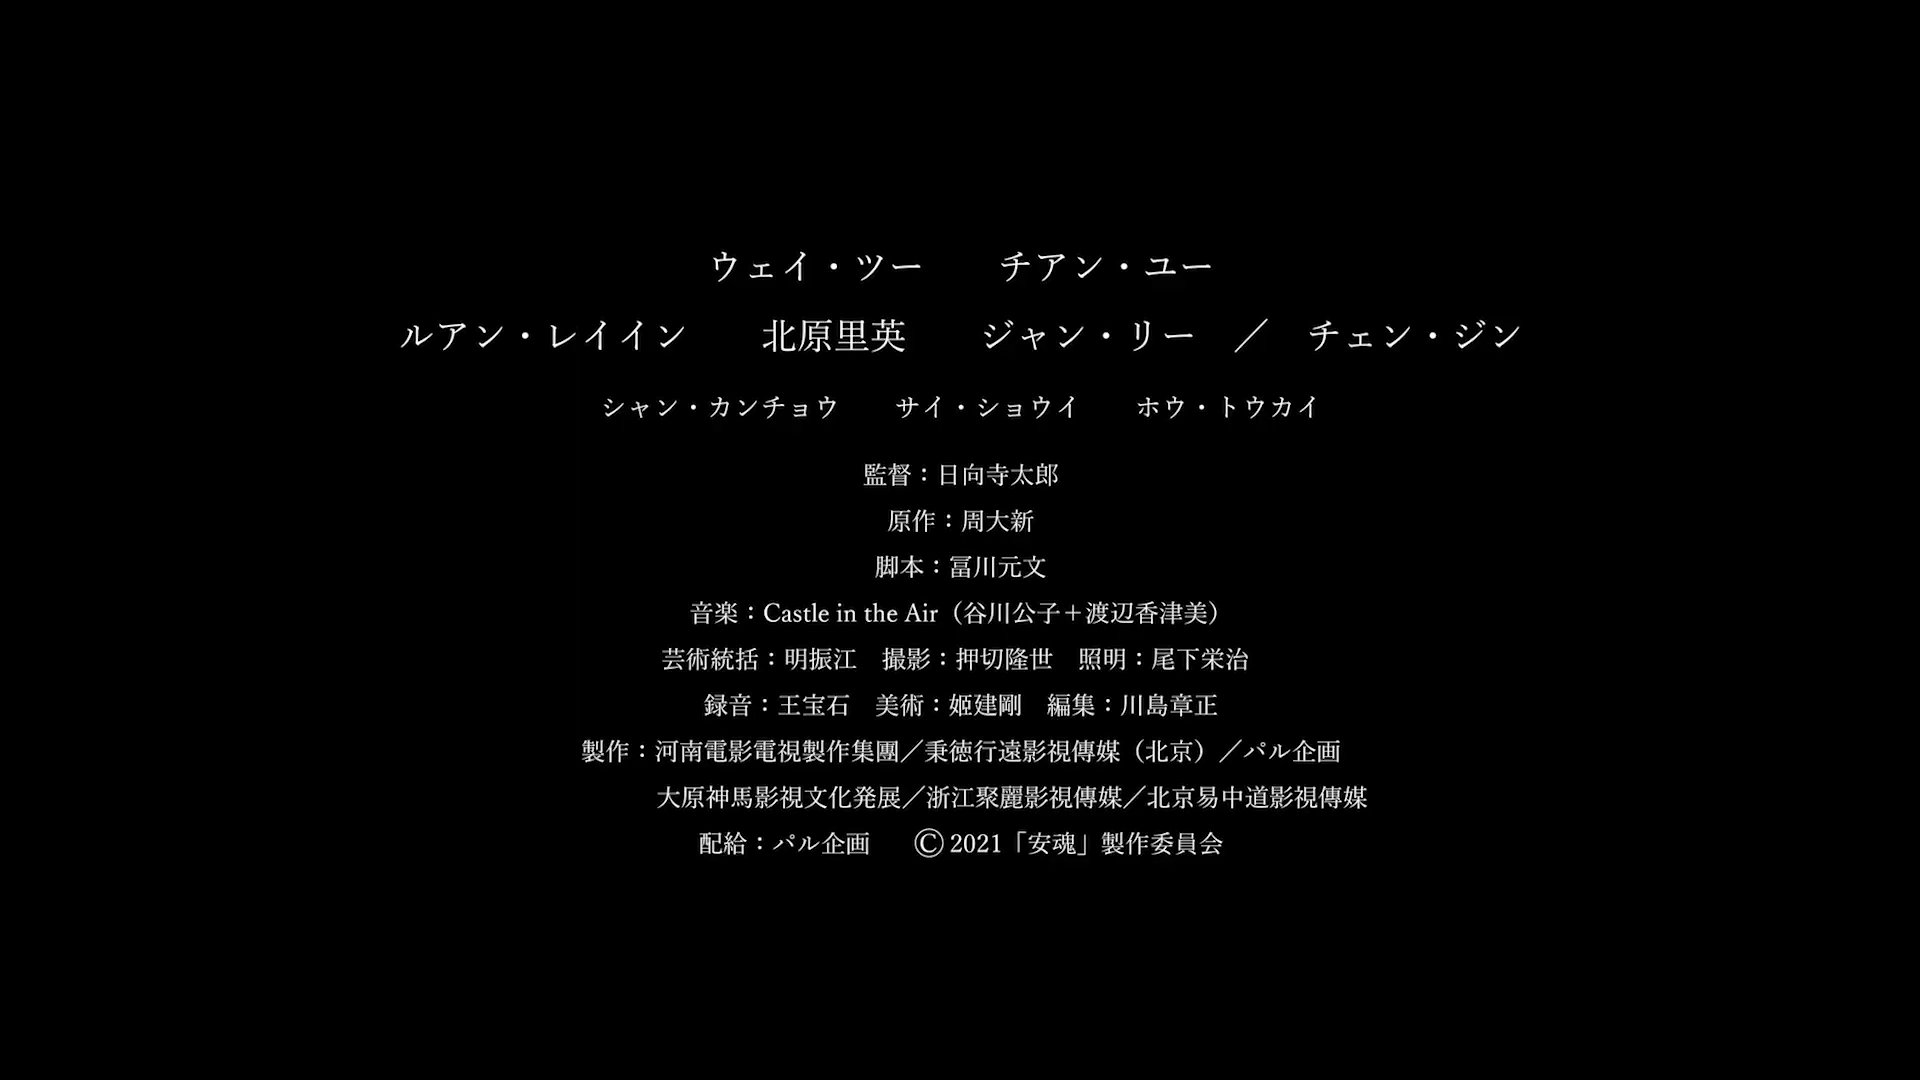 ウェイ・ツー　　チアン・ユー
ルアン・レイイン　　北原里英　　ジャン・リー　／　チェン・ジン
シャン・カンチョウ　　サイ・ショウイ　　ホウ・トウカイ
監督：日向寺太郎
原作：周大新
脚本：冨川元文
音楽：Castle in the Air（谷川公子＋渡辺香津美）
芸術統括：明振江　撮影：押切隆世　照明：尾下栄治
録音：王宝石　美術：姫建剛　編集：川島章正
製作：河南電影電視製作集團／秉徳行遠影視傳媒（北京）／パル企画
大原神馬影視文化発展／浙江聚麗影視傳媒／北京易中道影視傳媒
配給：パル企画　Ⓒ 2021「安魂」製作委員会